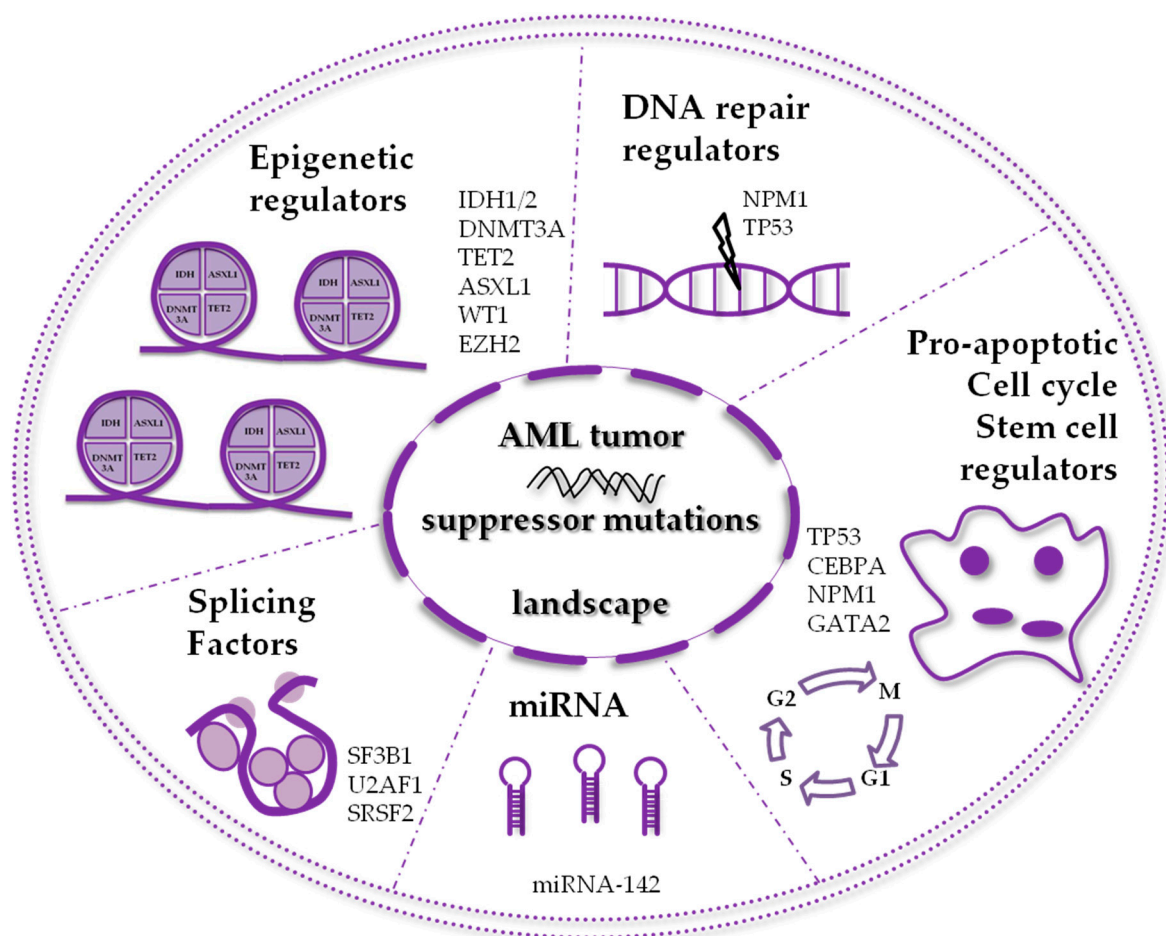 Epigenetic
regulators
IDH1/2
DNMT3A
TET2
ASXL1
WT1
EZH2
IDH ASXL1
DNMT
3A TET2
IDH ASXL1
DNMT
3A TET2
IDH ASXL1
DNMT
3A TET2
IDH ASXL1
DNMT
3A TET2
DNA repair
regulators
NPM1
TP53
Pro-apoptotic
Cell cycle
Stem cell
regulators
TP53
CEBPA
NPM1
GATA2
G2 M
S G1
AML tumor
suppressor mutations
landscape
Splicing
Factors
SF3B1
U2AF1
SRSF2
miRNA
miRNA-142